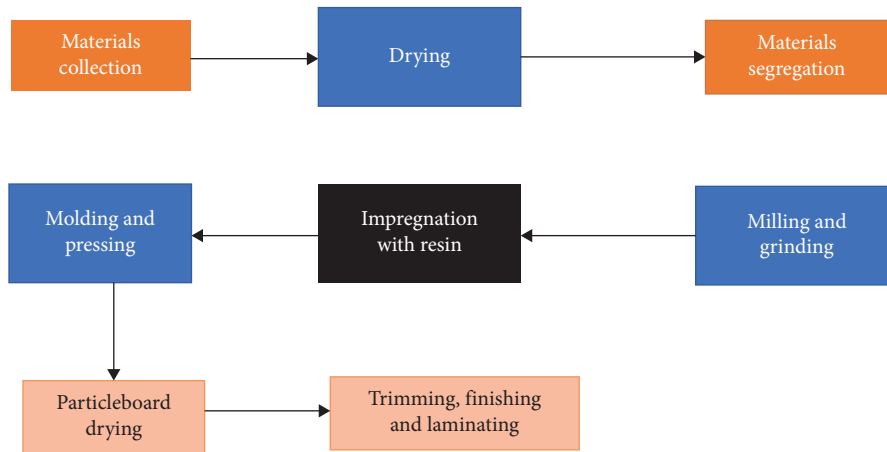 Materials
collection
Drying
Materials
segregation
Molding and
pressing
Impregnation
with resin
Milling and
grinding
Particleboard
drying
Trimming, finishing
and laminating